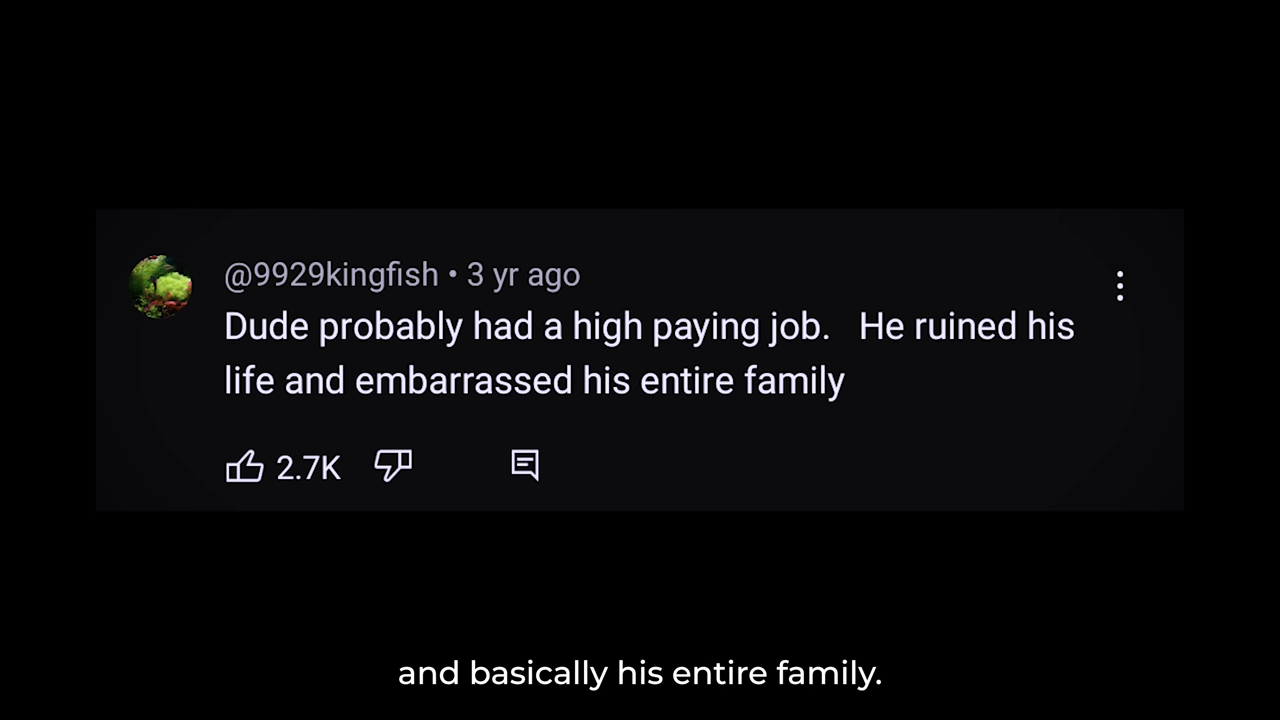 @9929kingfish • 3 yr ago
Dude probably had a high paying job.   He ruined his
life and embarrassed his entire family
2.7K
and basically his entire family.